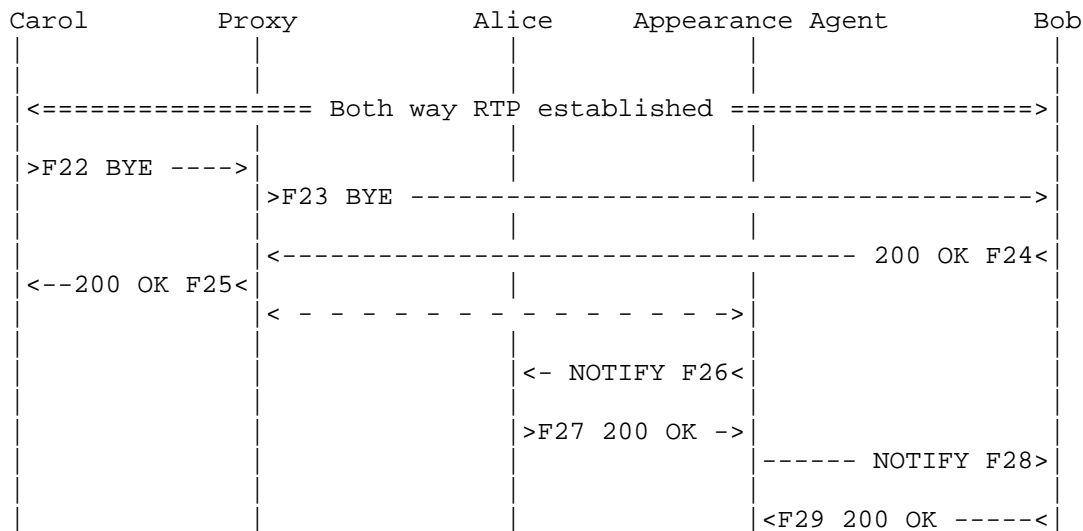 Carol Proxy Alice Appearance Agent Bob
<================= Both way RTP established ===================>
>F22 BYE ---->
>F23 BYE --------------------------------------->
<------------------------------------ 200 OK F24<
<--200 OK F25<
< - - - - - - - - - - - - - ->
<- NOTIFY F26<
>F27 200 OK ->
------ NOTIFY F28>
<F29 200 OK -----<